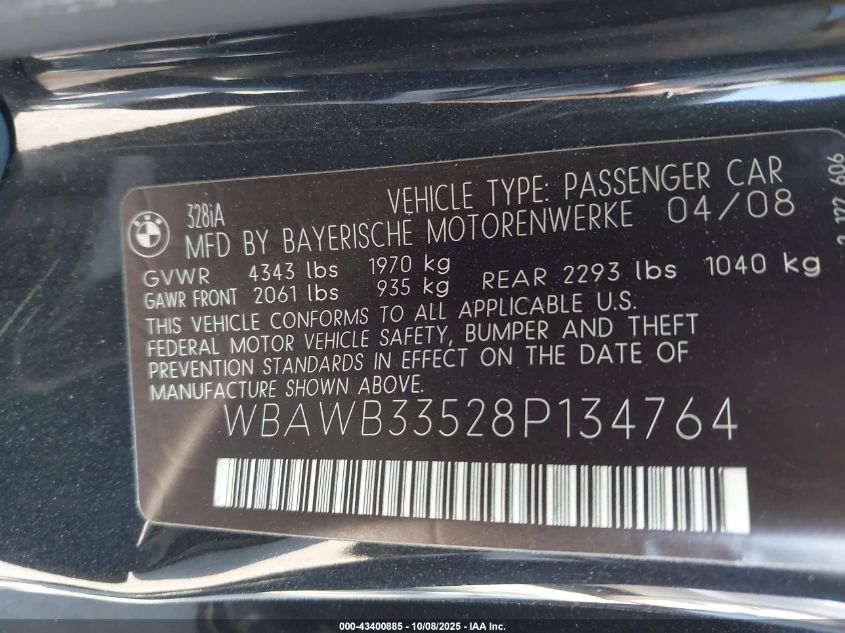 328iA VEHICLE TYPE: PASSENGER CAR
MFD BY BAYERISCHE MOTORENWERKE 04/08
GVWR 4343 lbs 1970 kg
GAWR FRONT 2061 lbs 935 kg REAR 2293 lbs 1040 kg
THIS VEHICLE CONFORMS TO ALL APPLICABLE U.S.
FEDERAL MOTOR VEHICLE SAFETY, BUMPER AND THEFT
PREVENTION STANDARDS IN EFFECT ON THE DATE OF
MANUFACTURE SHOWN ABOVE.
WBAWB33528P134764
BMW
000-43400885 - 10/08/2025 - IAA Inc.